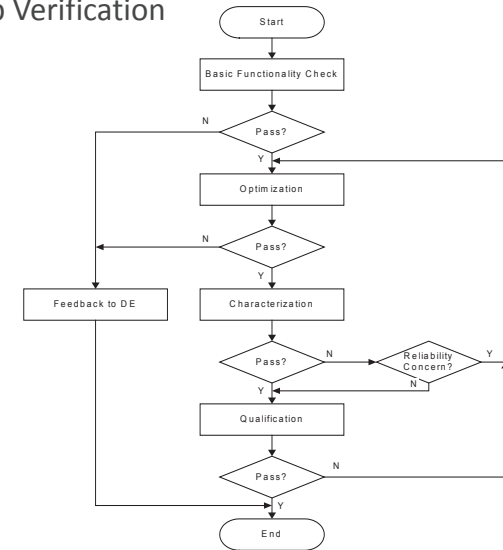 Verification
Start
Basic Functionality Check
N
Pass?
Y
Optimization
N
Pass?
Y
Feedback to DE
Characterization
Pass?
N
Reliability
Concern?
Y
N
Y
Qualification
Pass?
N
Y
End